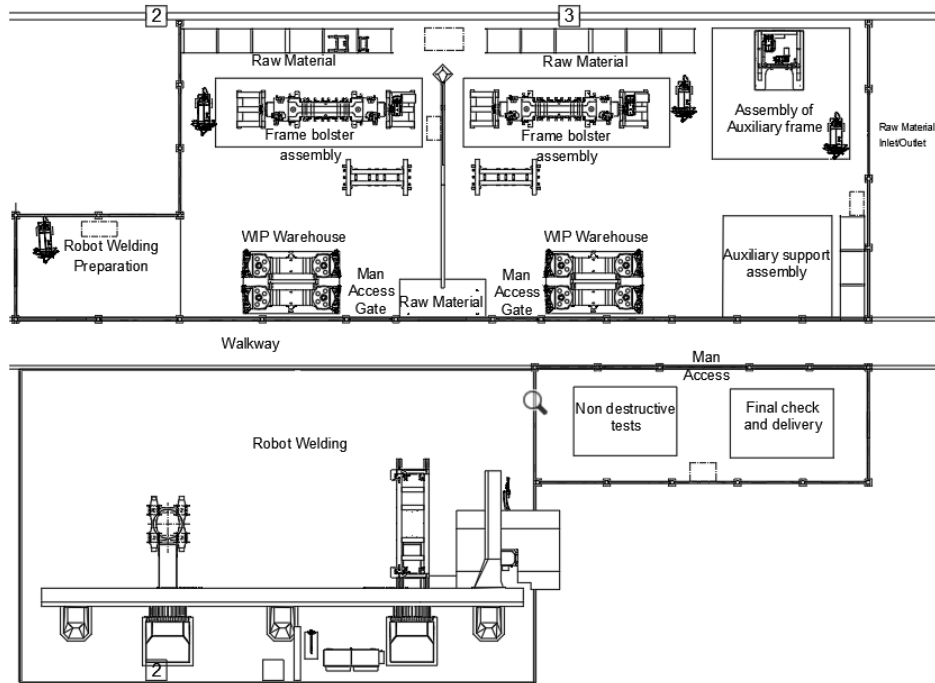 2
3
Raw Material
Raw Material
Frame bolster
assembly
Frame bolster
assembly
Assembly of
Auxiliary frame
Raw Material
Inlet/Outlet
Robot Welding
Preparation
WIP Warehouse
Man
Access
Gate
Raw Material
Man
Access
Gate
WIP Warehouse
Auxiliary support
assembly
Walkway
Man
Access
Non destructive
tests
Final check
and delivery
Robot Welding
2